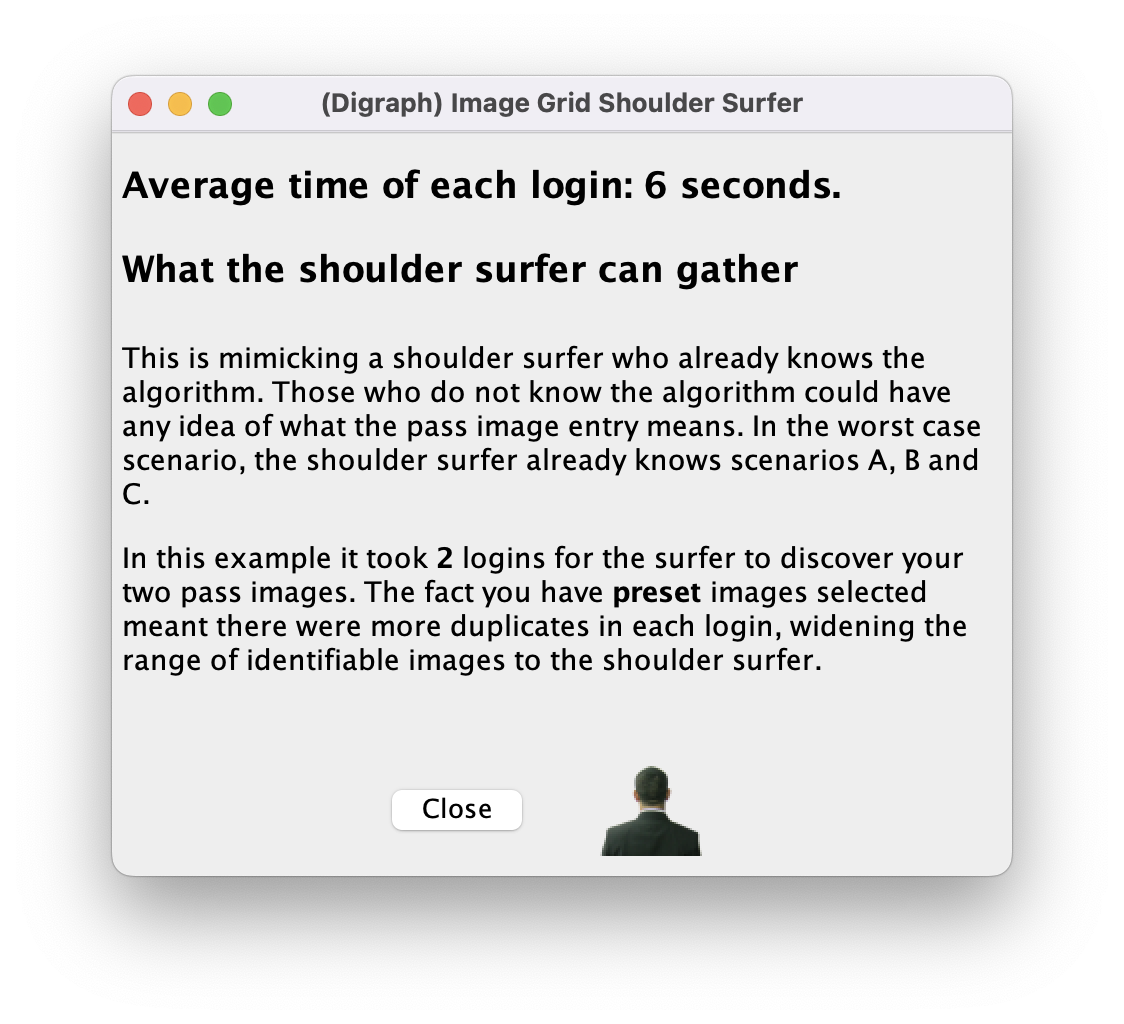 (Digraph) Image Grid Shoulder Surfer
Average time of each login: 6 seconds.
What the shoulder surfer can gather
This is mimicking a shoulder surfer who already knows the
algorithm. Those who do not know the algorithm could have
any idea of what the pass image entry means. In the worst case
scenario, the shoulder surfer already knows scenarios A, B and
C.
In this example it took 2 logins for the surfer to discover your
two pass images. The fact you have preset images selected
meant there were more duplicates in each login, widening the
range of identifiable images to the shoulder surfer.
Close